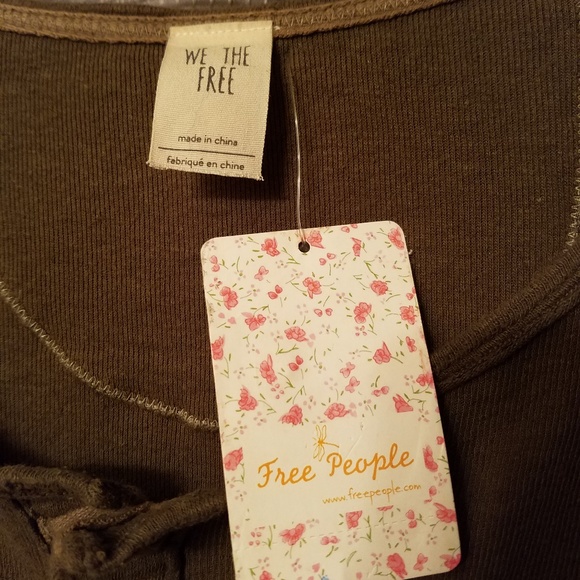 WE THE
FREE
made in china
fabriqué en chine
Free People
www.freepeople.com